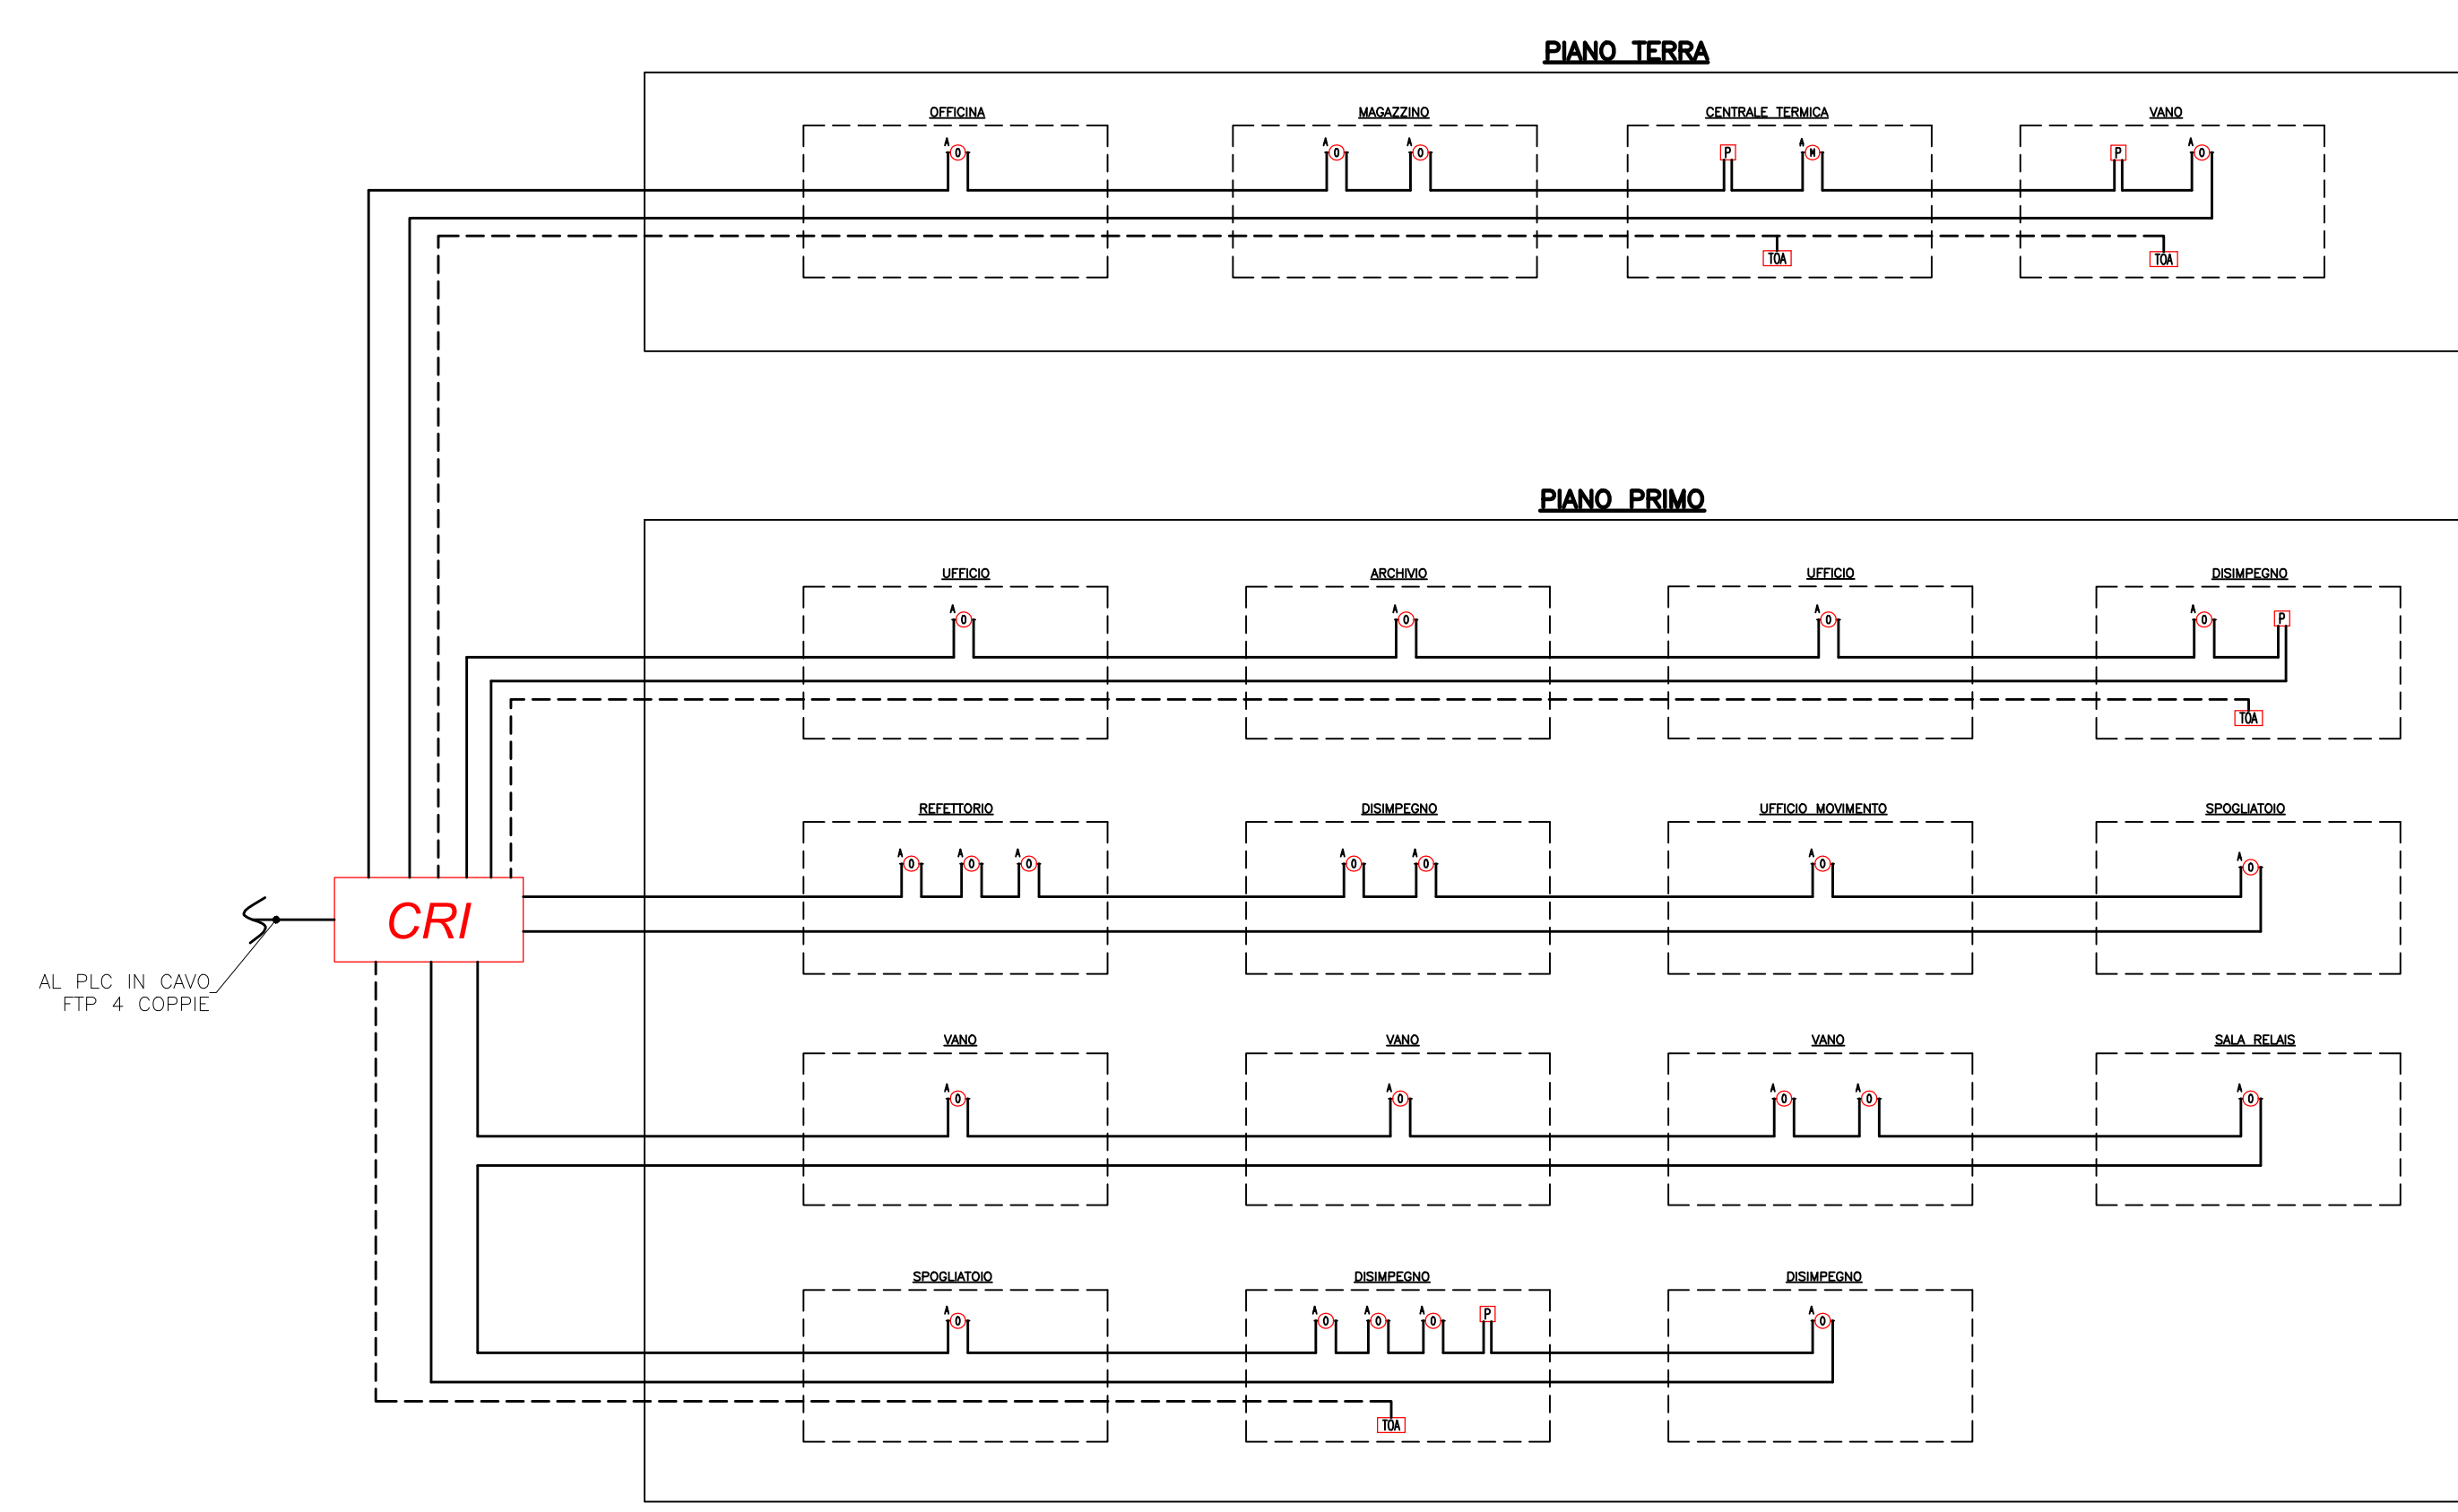 PIANO TERRA
OFFICINA MAGAZZINO CENTRALE TERMICA VANO
A O A O A O P A N P A O
TOA TOA
PIANO PRIMO
UFFICIO ARCHIVIO UFFICIO DISIMPEGNO
A O A O A O A O P
TOA
REFETTORIO DISIMPEGNO UFFICIO MOVIMENTO SPOGLIATOIO
A O A O A O A O A O A O A O
CRI
AL PLC IN CAVO
FTP 4 COPPIE
VANO VANO VANO SALA RELAIS
A O A O A O A O A O
SPOGLIATOIO DISIMPEGNO DISIMPEGNO
A O A O A O A O P A O
TOA